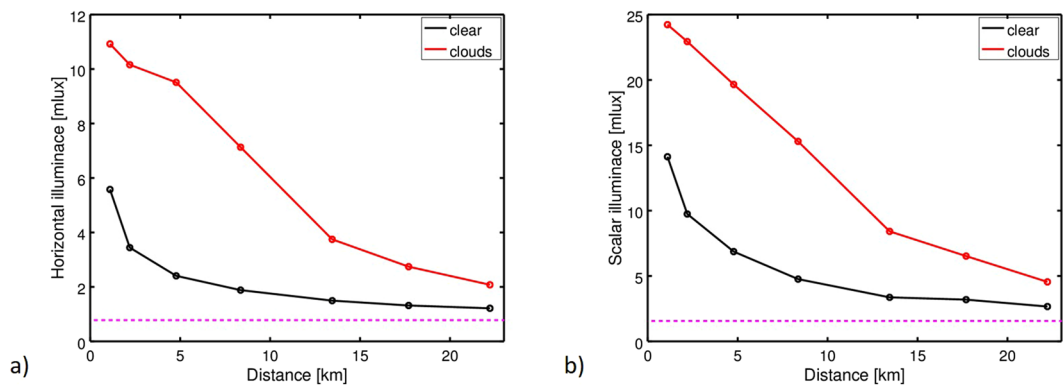 12
10
8
6
4
2
0
Horizontal illuminace [mlux]
clear
clouds
0 5 10 15 20
Distance [km]
a)
25
20
15
10
5
0
Scalar illuminace [mlux]
clear
clouds
0 5 10 15 20
Distance [km]
b)